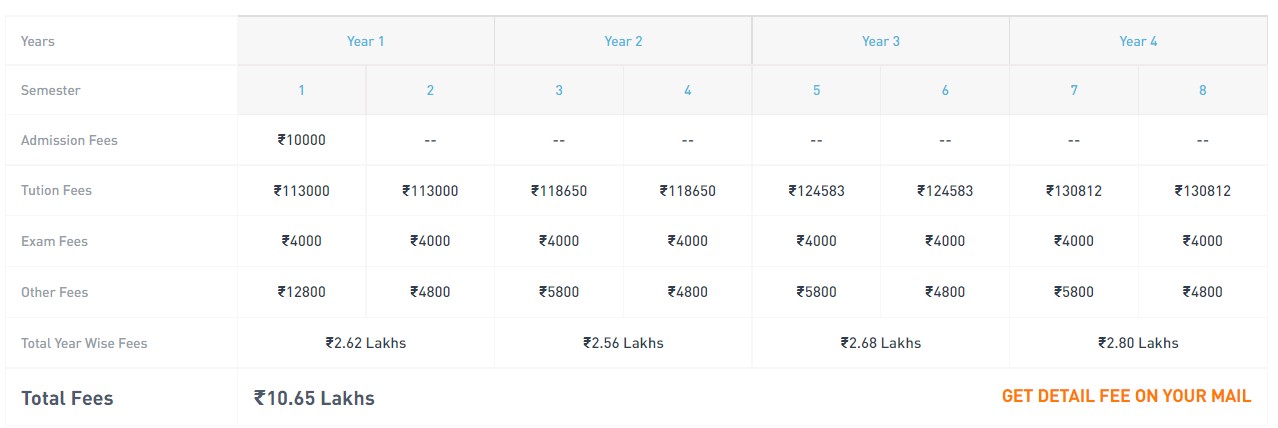 Years Year 1 Year 2 Year 3 Year 4
Semester 1 2 3 4 5 6 7 8
Admission Fees ₹10000 -- -- -- -- -- -- --
Tution Fees ₹113000 ₹113000 ₹118650 ₹118650 ₹124583 ₹124583 ₹130812 ₹130812
Exam Fees ₹4000 ₹4000 ₹4000 ₹4000 ₹4000 ₹4000 ₹4000 ₹4000
Other Fees ₹12800 ₹4800 ₹5800 ₹4800 ₹5800 ₹4800 ₹5800 ₹4800
Total Year Wise Fees ₹2.62 Lakhs ₹2.56 Lakhs ₹2.68 Lakhs ₹2.80 Lakhs
Total Fees ₹10.65 Lakhs GET DETAIL FEE ON YOUR MAIL